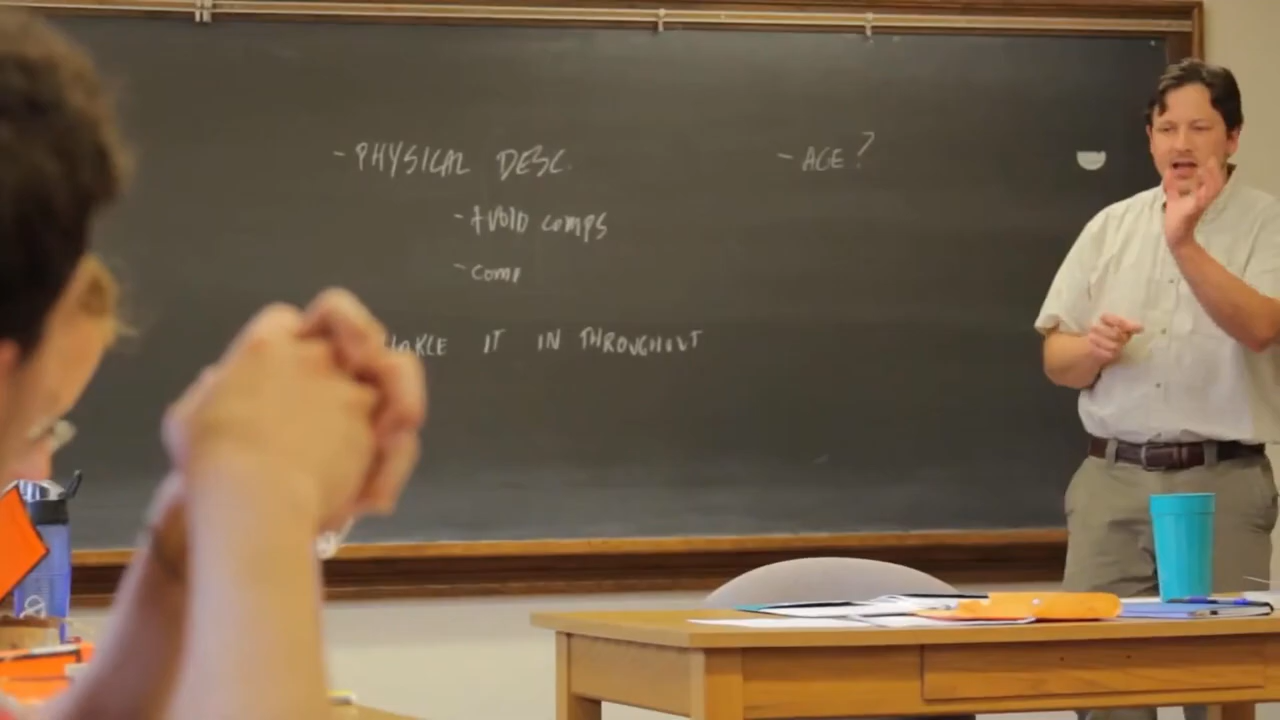 - PHYSICAL DESC.
- AVOID COMPS
- COMP
IT IN THROUGHOUT
- AGE?